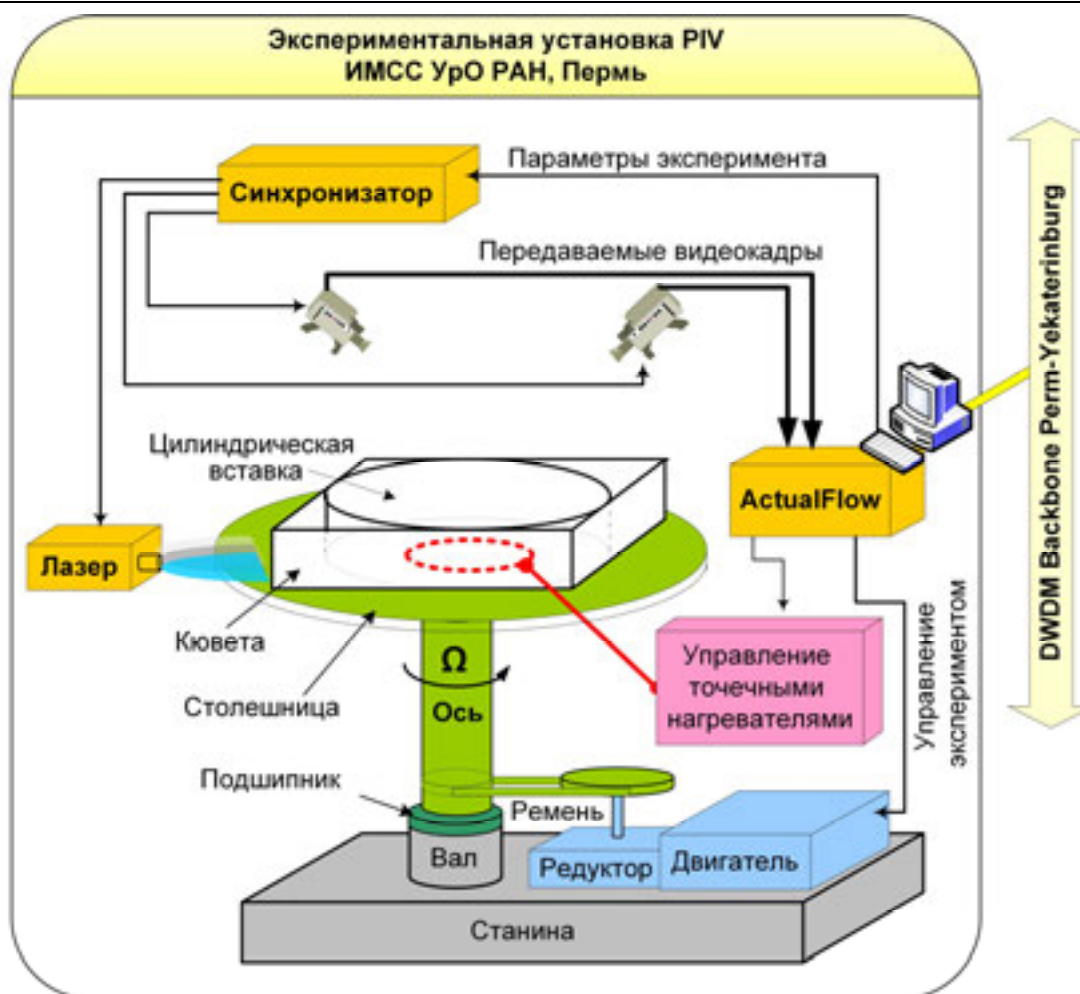 Экспериментальная установка PIV
ИМСС УрО РАН, Пермь
Параметры эксперимента
Синхронизатор
Передаваемые видеокадры
Цилиндрическая
вставка
ActualFlow
Лазер
Кювета
Столешница
Ω
Ось
Управление
точечными
нагревателями
Управление
экспериментом
DWDM Backbone Perm-Yekaterinburg
Подшипник
Ремень
Вал
Редуктор
Двигатель
Станина